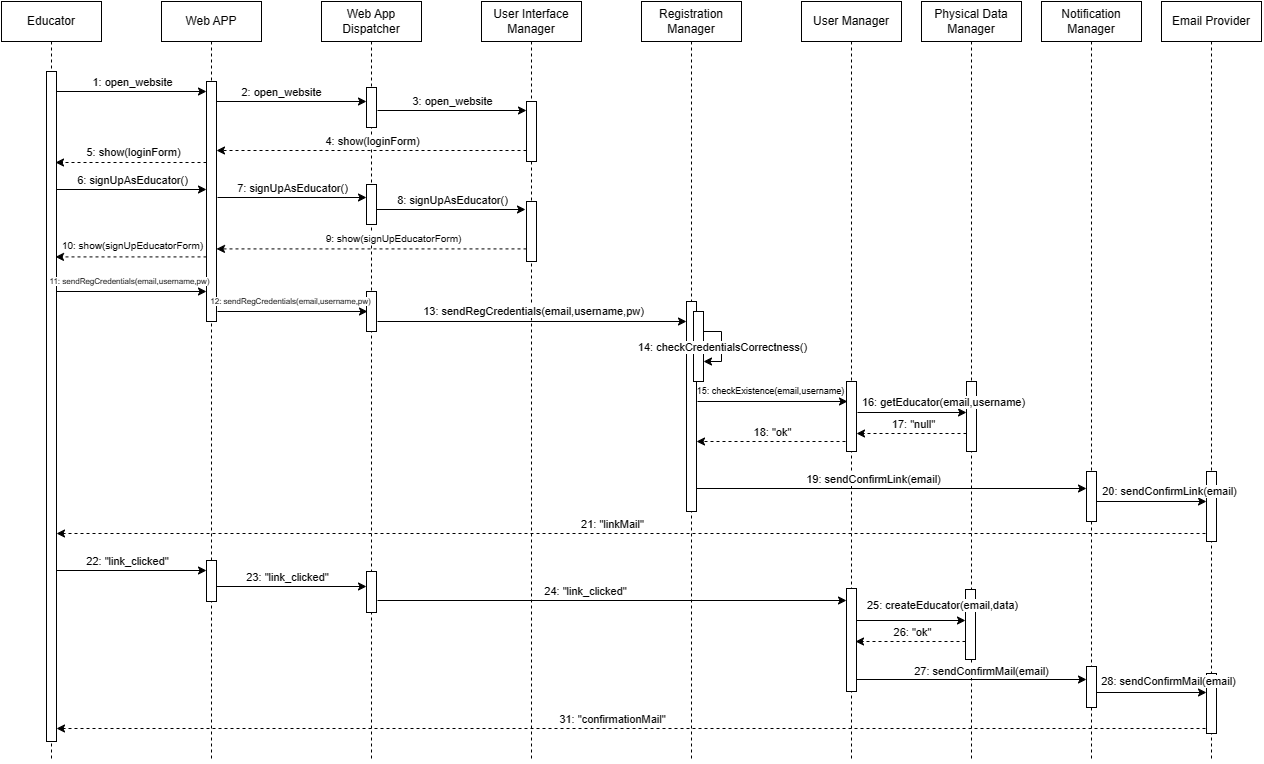 Educator
Web APP
Web App
Dispatcher
User Interface
Manager
Registration
Manager
User Manager
Physical Data
Manager
Notification
Manager
Email Provider
1: open_website
2: open_website
3: open_website
4: show(loginForm)
5: show(loginForm)
6: signUpAsEducator()
7: signUpAsEducator()
8: signUpAsEducator()
9: show(signUpEducatorForm)
10: show(signUpEducatorForm)
11: sendRegCredentials(email,username,pw)
12: sendRegCredentials(email,username,pw)
13: sendRegCredentials(email,username,pw)
14: checkCredentialsCorrectness()
15: checkExistence(email,username)
16: getEducator(email,username)
17: "null"
18: "ok"
19: sendConfirmLink(email)
20: sendConfirmLink(email)
21: "linkMail"
22: "link_clicked"
23: "link_clicked"
24: "link_clicked"
25: createEducator(email,data)
26: "ok"
27: sendConfirmMail(email)
28: sendConfirmMail(email)
31: "confirmationMail"